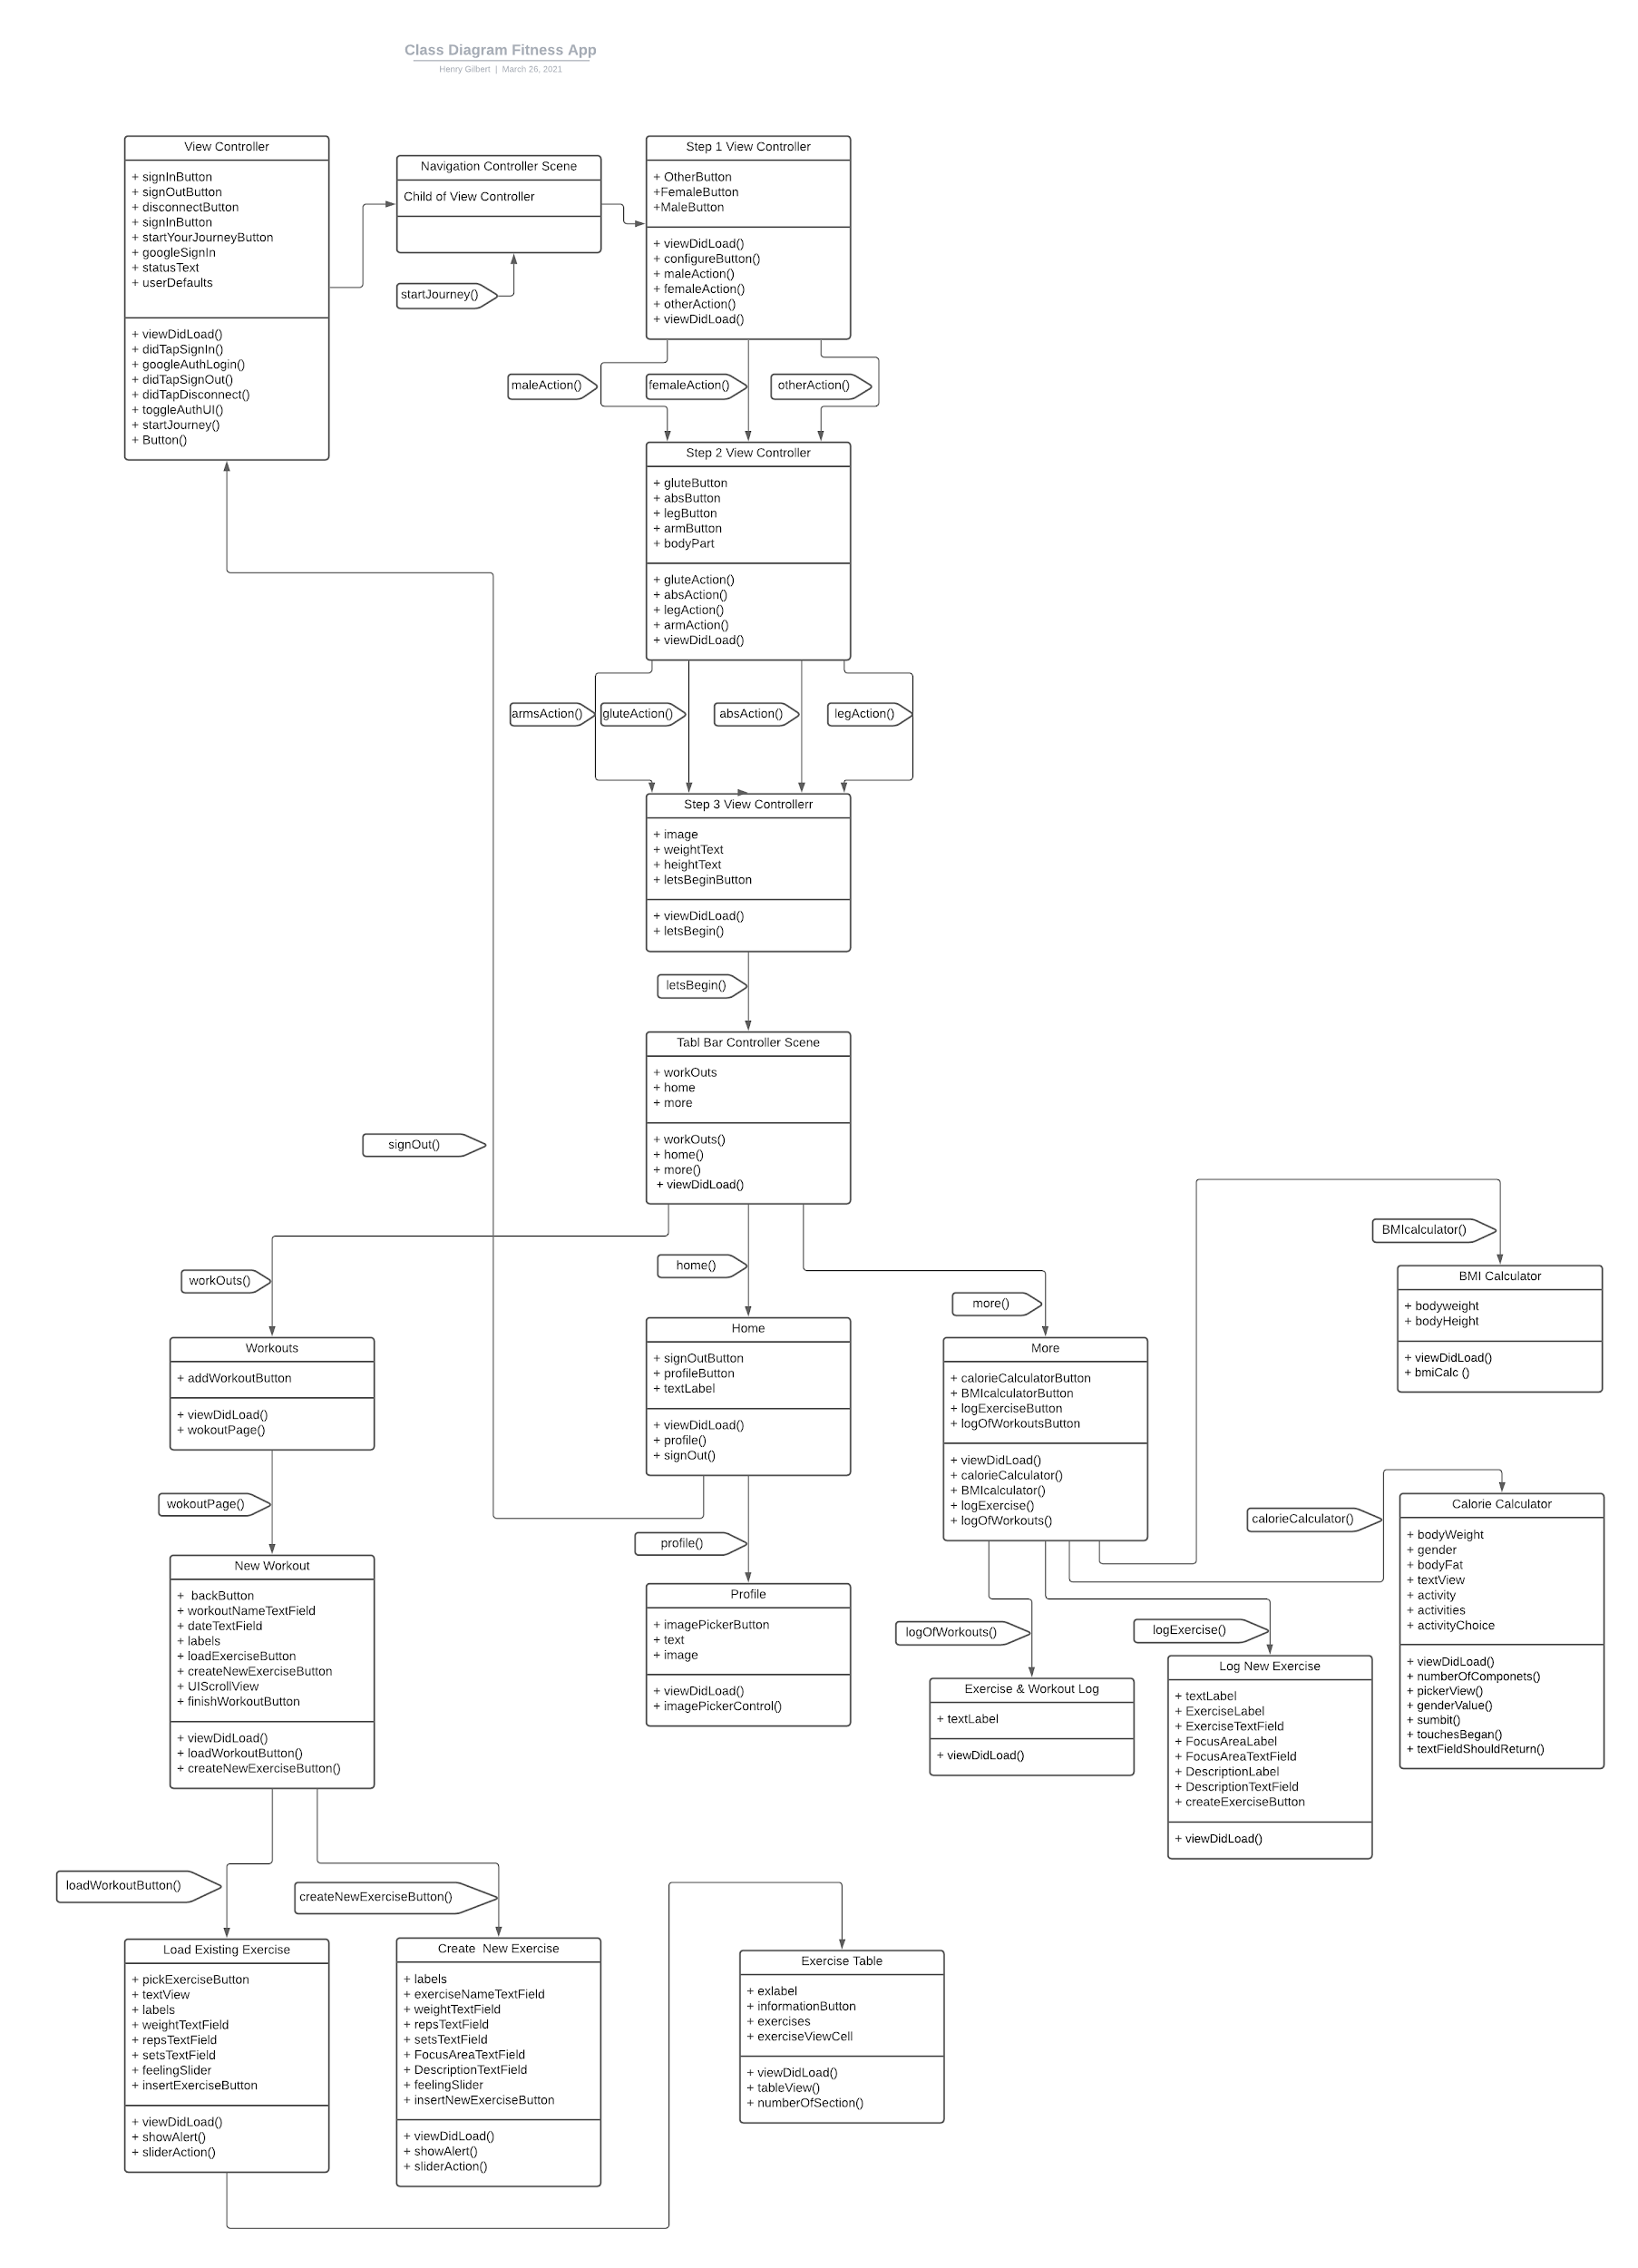 Class Diagram Fitness App
Henry Gilbert | March 26, 2021
View Controller
+ signInButton
+ signOutButton
+ disconnectButton
+ signInButton
+ startYourJourneyButton
+ googleSignIn
+ statusText
+ userDefaults
+ viewDidLoad()
+ didTapSignIn()
+ googleAuthLogin()
+ didTapSignOut()
+ didTapDisconnect()
+ toggleAuthUI()
+ startJourney()
+ Button()
Navigation Controller Scene
Child of View Controller
startJourney()
Step 1 View Controller
+ OtherButton
+FemaleButton
+MaleButton
+ viewDidLoad()
+ configureButton()
+ maleAction()
+ femaleAction()
+ otherAction()
+ viewDidLoad()
maleAction()
femaleAction()
otherAction()
Step 2 View Controller
+ gluteButton
+ absButton
+ legButton
+ armButton
+ bodyPart
+ gluteAction()
+ absAction()
+ legAction()
+ armAction()
+ viewDidLoad()
armsAction()
gluteAction()
absAction()
legAction()
Step 3 View Controllerr
+ image
+ weightText
+ heightText
+ letsBeginButton
+ viewDidLoad()
+ letsBegin()
letsBegin()
Tabl Bar Controller Scene
+ workOuts
+ home
+ more
+ workOuts()
+ home()
+ more()
+ viewDidLoad()
signOut()
workOuts()
home()
more()
BMIcalculator()
BMI Calculator
+ bodyweight
+ bodyHeight
+ viewDidLoad()
+ bmiCalc ()
Workouts
+ addWorkoutButton
+ viewDidLoad()
+ wokoutPage()
Home
+ signOutButton
+ profileButton
+ textLabel
+ viewDidLoad()
+ profile()
+ signOut()
More
+ calorieCalculatorButton
+ BMIcalculatorButton
+ logExerciseButton
+ logOfWorkoutsButton
+ viewDidLoad()
+ calorieCalculator()
+ BMIcalculator()
+ logExercise()
+ logOfWorkouts()
wokoutPage()
profile()
calorieCalculator()
Calorie Calculator
+ bodyWeight
+ gender
+ bodyFat
+ textView
+ activity
+ activities
+ activityChoice
+ viewDidLoad()
+ numberOfComponets()
+ pickerView()
+ genderValue()
+ sumbit()
+ touchesBegan()
+ textFieldShouldReturn()
New Workout
+ backButton
+ workoutNameTextField
+ dateTextField
+ labels
+ loadExerciseButton
+ createNewExerciseButton
+ UIScrollView
+ finishWorkoutButton
+ viewDidLoad()
+ loadWorkoutButton()
+ createNewExerciseButton()
Profile
+ imagePickerButton
+ text
+ image
+ viewDidLoad()
+ imagePickerControl()
logOfWorkouts()
logExercise()
Exercise & Workout Log
+ textLabel
+ viewDidLoad()
Log New Exercise
+ textLabel
+ ExerciseLabel
+ ExerciseTextField
+ FocusAreaLabel
+ FocusAreaTextField
+ DescriptionLabel
+ DescriptionTextField
+ createExerciseButton
+ viewDidLoad()
loadWorkoutButton()
createNewExerciseButton()
Load Existing Exercise
+ pickExerciseButton
+ textView
+ labels
+ weightTextField
+ repsTextField
+ setsTextField
+ feelingSlider
+ insertExerciseButton
+ viewDidLoad()
+ showAlert()
+ sliderAction()
Create New Exercise
+ labels
+ exerciseNameTextField
+ weightTextField
+ repsTextField
+ setsTextField
+ FocusAreaTextField
+ DescriptionTextField
+ feelingSlider
+ insertNewExerciseButton
+ viewDidLoad()
+ showAlert()
+ sliderAction()
Exercise Table
+ exlabel
+ informationButton
+ exercises
+ exerciseViewCell
+ viewDidLoad()
+ tableView()
+ numberOfSection()